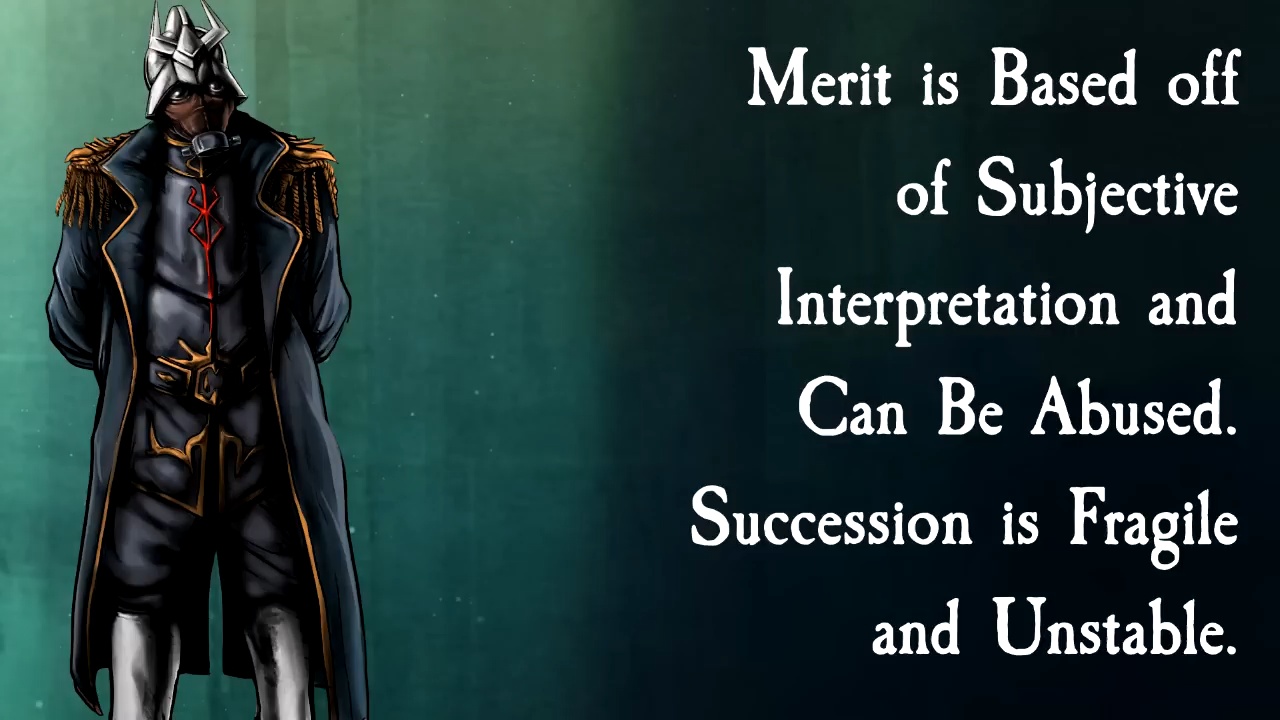 Merit is Based off
of Subjective
Interpretation and
Can Be Abused.
Succession is Fragile
and Unstable.